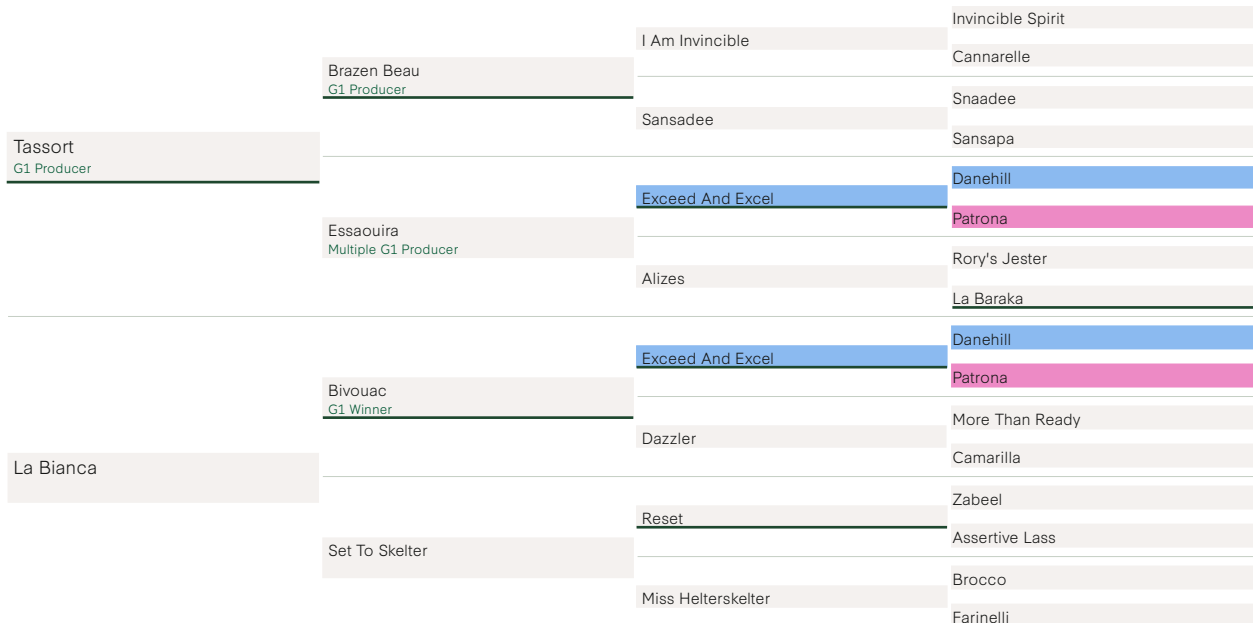 Invincible Spirit
I Am Invincible
Cannarelle
Brazen Beau
G1 Producer
Snaadee
Sansadee
Sansapa
Tassort
G1 Producer
Danehill
Exceed And Excel
Patrona
Essaouira
Multiple G1 Producer
Rory's Jester
Alizes
La Baraka
Danehill
Exceed And Excel
Patrona
Bivouac
G1 Winner
More Than Ready
Dazzler
Camarilla
La Bianca
Zabeel
Reset
Assertive Lass
Set To Skelter
Brocco
Miss Helterskelter
Farinelli